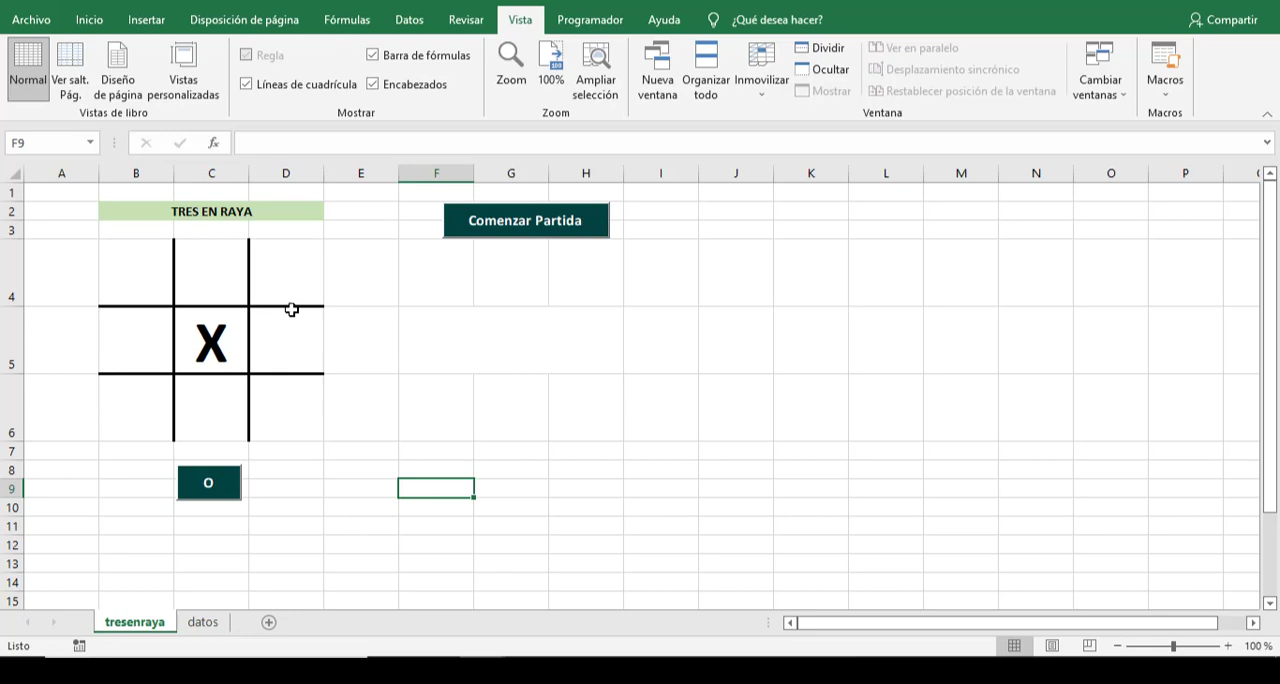 Archivo Inicio Insertar Disposición de página Fórmulas Datos Revisar Vista Programador Ayuda ¿Qué desea hacer? Compartir
Normal Ver salt. Pág. Diseño de página Vistas personalizadas
Regla Barra de fórmulas
Líneas de cuadrícula Encabezados
Zoom 100% Ampliar selección
Nueva ventana Organizar todo Inmovilizar
Dividir
Ocultar
Mostrar
Ver en paralelo
Desplazamiento sincrónico
Restablecer posición de la ventana
Cambiar ventanas
Macros
Vistas de libro Mostrar Zoom Ventana Macros
F9 fx
A B C D E F G H I J K L M N O P
1
2 TRES EN RAYA Comenzar Partida
3
4
5 X
6
7
8 O
9
10
11
12
13
14
15
tresenraya datos
Listo 100 %